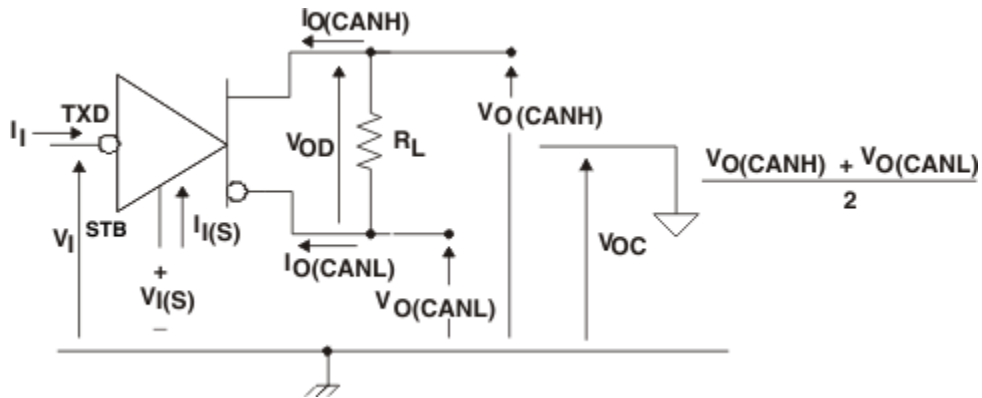 IO(CANH)
TXD
II
VOD
RL
VO(CANH)
VO(CANH) + VO(CANL)
2
STB
VI
II(S)
VOC
IO(CANL)
+
VI(S)
–
VO(CANL)